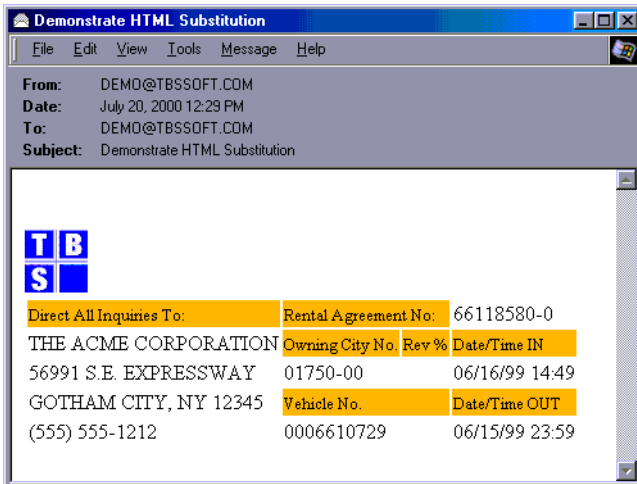 Demonstrate HTML Substitution
File Edit View Tools Message Help
From: DEMO@TBSSOFT.COM
Date: July 20, 2000 12:29 PM
To: DEMO@TBSSOFT.COM
Subject: Demonstrate HTML Substitution
T B
S
Direct All Inquiries To: Rental Agreement No: 66118580-0
THE ACME CORPORATION Owning City No. Rev % Date/Time IN
56991 S.E. EXPRESSWAY 01750-00 06/16/99 14:49
GOTHAM CITY, NY 12345 Vehicle No. Date/Time OUT
(555) 555-1212 0006610729 06/15/99 23:59